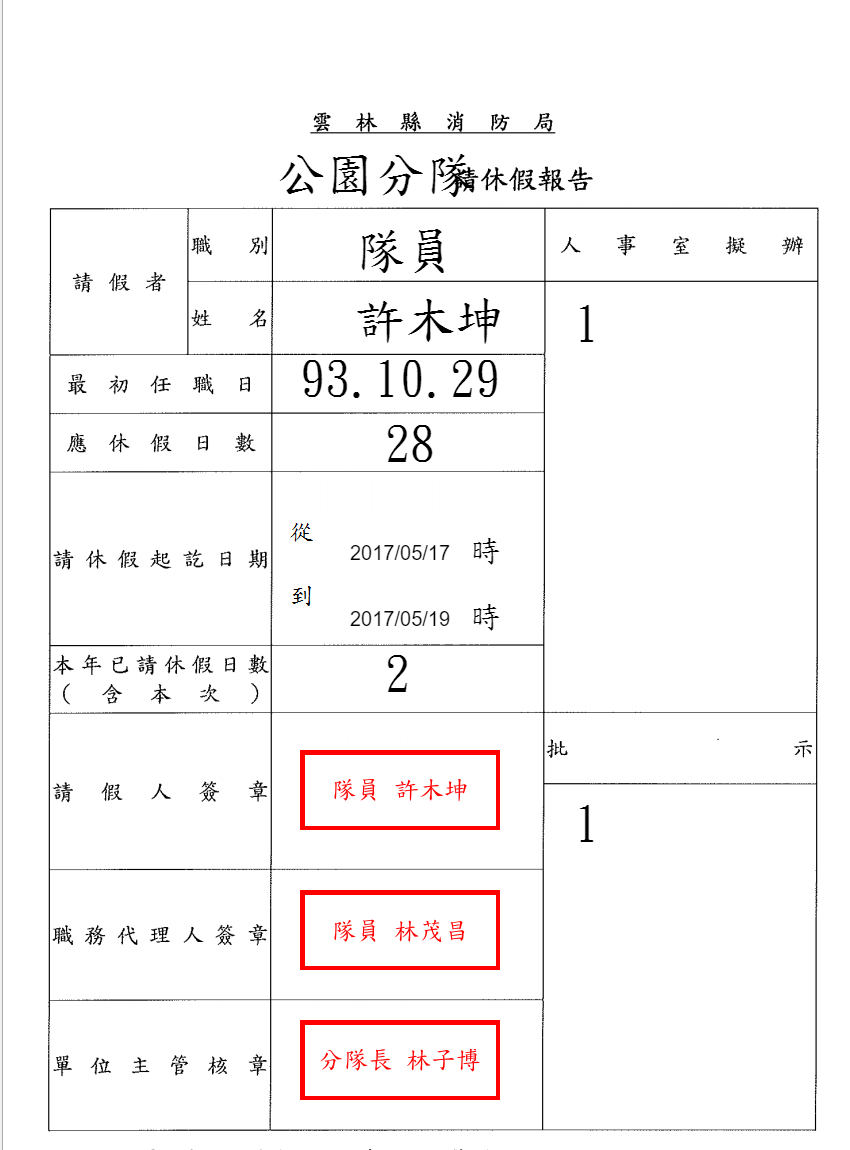 雲林縣消防局
公園分隊請休假報告
請假者
職別
隊員
人事室擬辦
姓名
許木坤
1
最初任職日
93.10.29
應休假日數
28
請休假起訖日期
從
2017/05/17 時
到
2017/05/19 時
本年已請休假日數
(含本次)
2
批示
請假人簽章
隊員 許木坤
1
職務代理人簽章
隊員 林茂昌
單位主管核章
分隊長 林子博